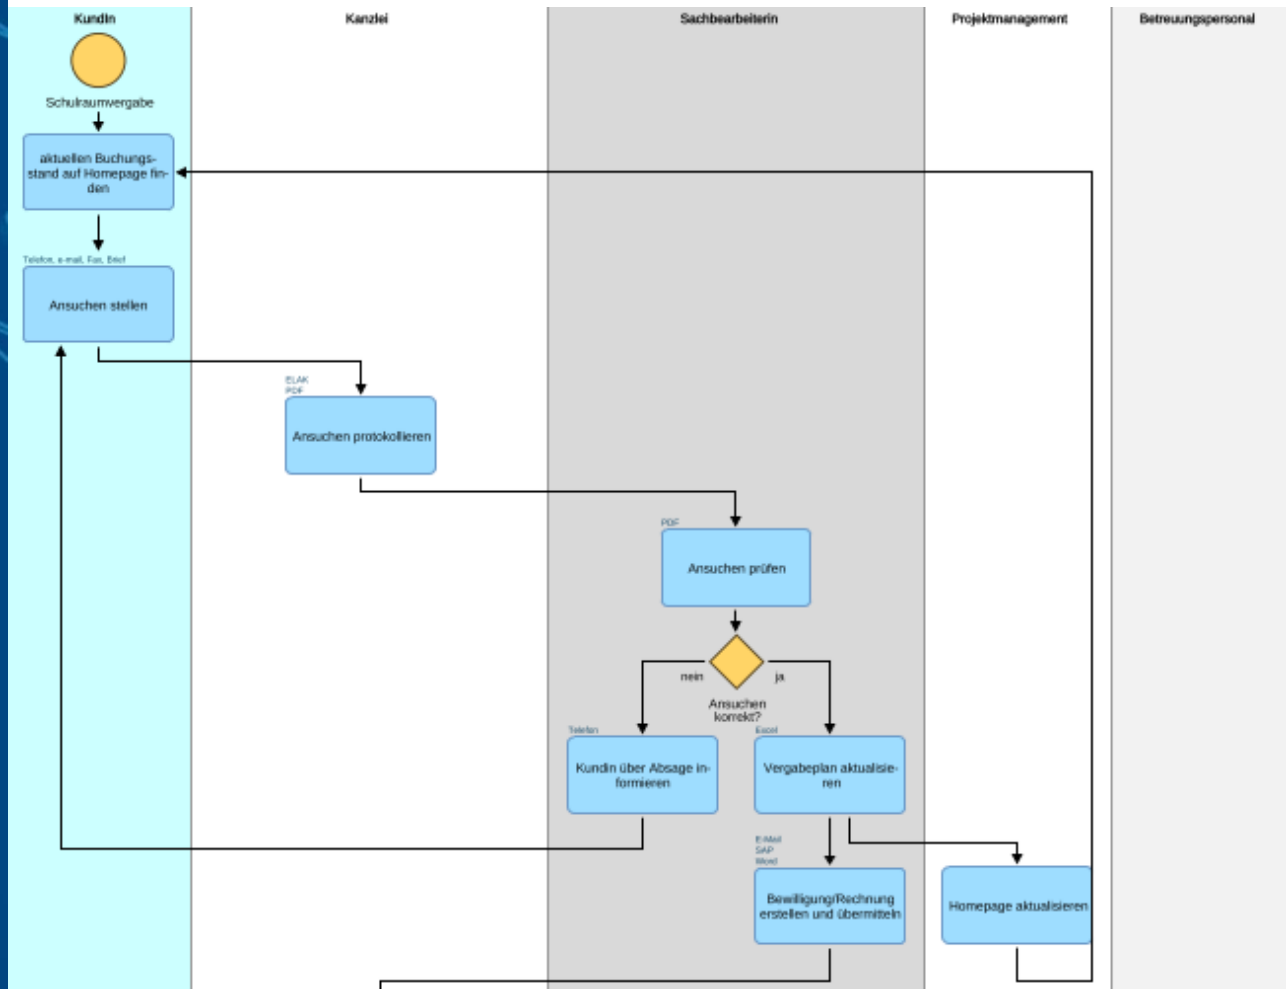 KundIn
Kanzlei
Sachbearbeiterin
Projektmanagement
Betreuungspersonal
Schulraumvergabe
aktuellen Buchungs-
stand auf Homepage fin-
den
Telefon, e-mail, Fax, Brief
Ansuchen stellen
ELAK
PDF
Ansuchen protokollieren
PDF
Ansuchen prüfen
nein
ja
Ansuchen
korrekt?
Telefon
Kundin über Absage in-
formieren
Excel
Vergabeplan aktualisie-
ren
E-Mail
SAP
Word
Bewilligung/Rechnung
erstellen und übermitteln
Homepage aktualisieren